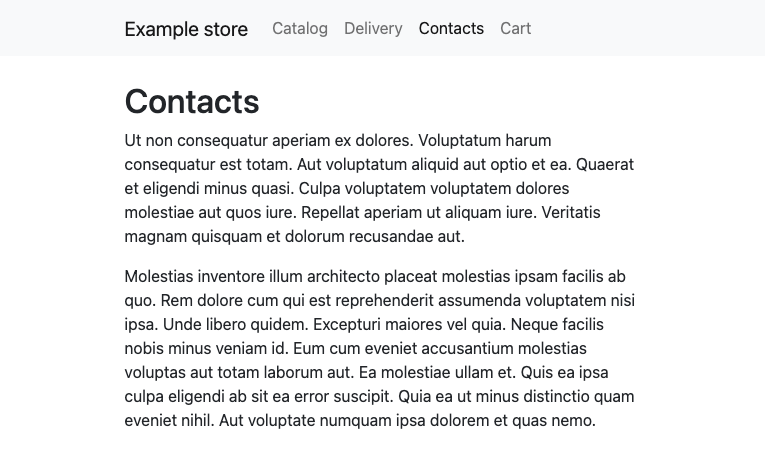 Example store Catalog Delivery Contacts Cart
Contacts
Ut non consequatur aperiam ex dolores. Voluptatum harum
consequatur est totam. Aut voluptatum aliquid aut optio et ea. Quaerat
et eligendi minus quasi. Culpa voluptatem voluptatem dolores
molestiae aut quos iure. Repellat aperiam ut aliquam iure. Veritatis
magnam quisquam et dolorum recusandae aut.
Molestias inventore illum architecto placeat molestias ipsam facilis ab
quo. Rem dolore cum qui est reprehenderit assumenda voluptatem nisi
ipsa. Unde libero quidem. Excepturi maiores vel quia. Neque facilis
nobis minus veniam id. Eum cum eveniet accusantium molestias
voluptas aut totam laborum aut. Ea molestiae ullam et. Quis ea ipsa
culpa eligendi ab sit ea error suscipit. Quia ea ut minus distinctio quam
eveniet nihil. Aut voluptate numquam ipsa dolorem et quas nemo.